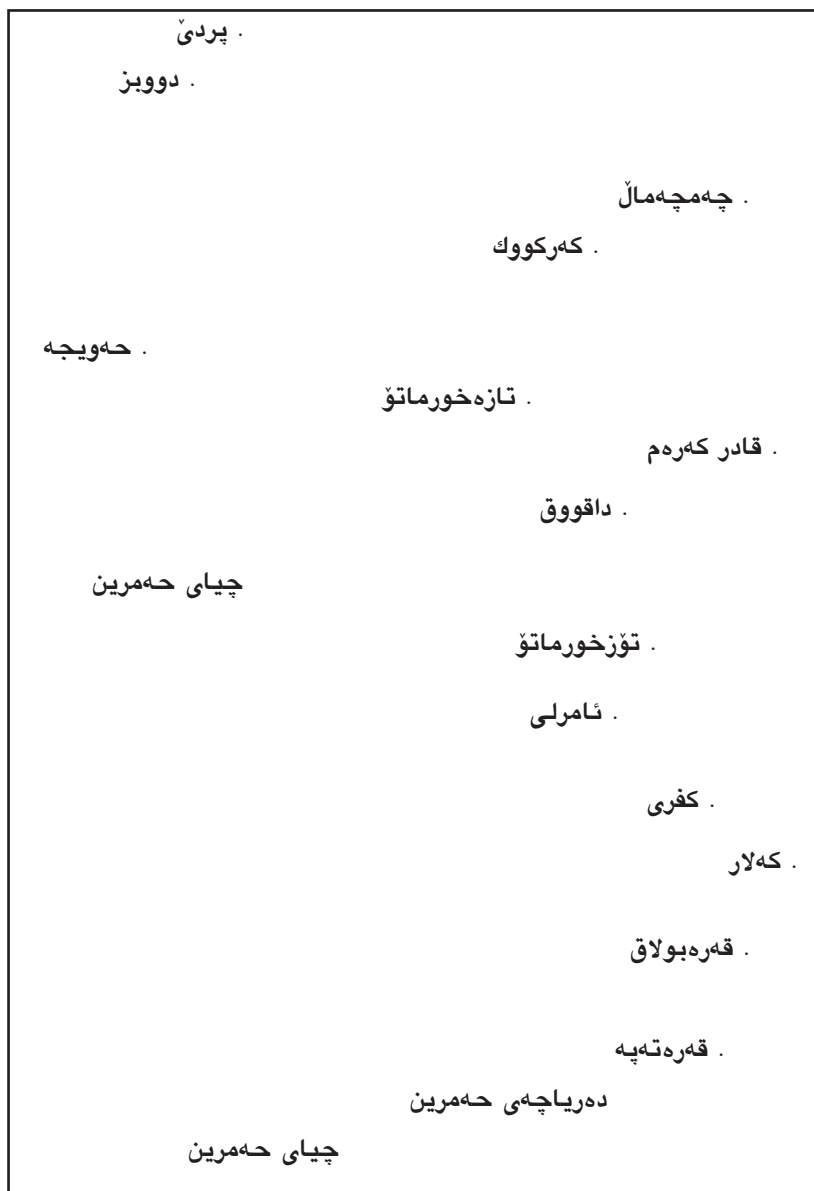 . پردێ
. دووبز
. چەمچەماڵ
. کەرکووك
. حەویجە
. تازەخورماتۆ
. قادر کەرەم
. داقووق
چیای حەمرین
. تۆزخورماتۆ
. ئامرلی
. کفری
. کەلار
. قەرەبولاق
. قەرەتەپە
دەریاچەی حەمرین
چیای حەمرین